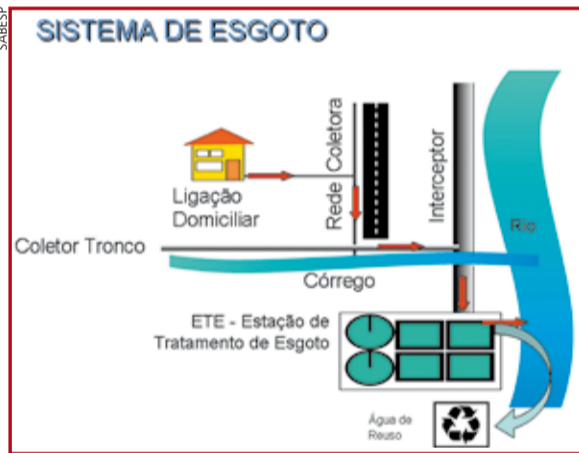 SABESP
SISTEMA DE ESGOTO
Rede Coletora
Interceptor
Rio
Ligação
Domiciliar
Coletor Tronco
Córrego
ETE - Estação de
Tratamento de Esgoto
Água de
Reuso